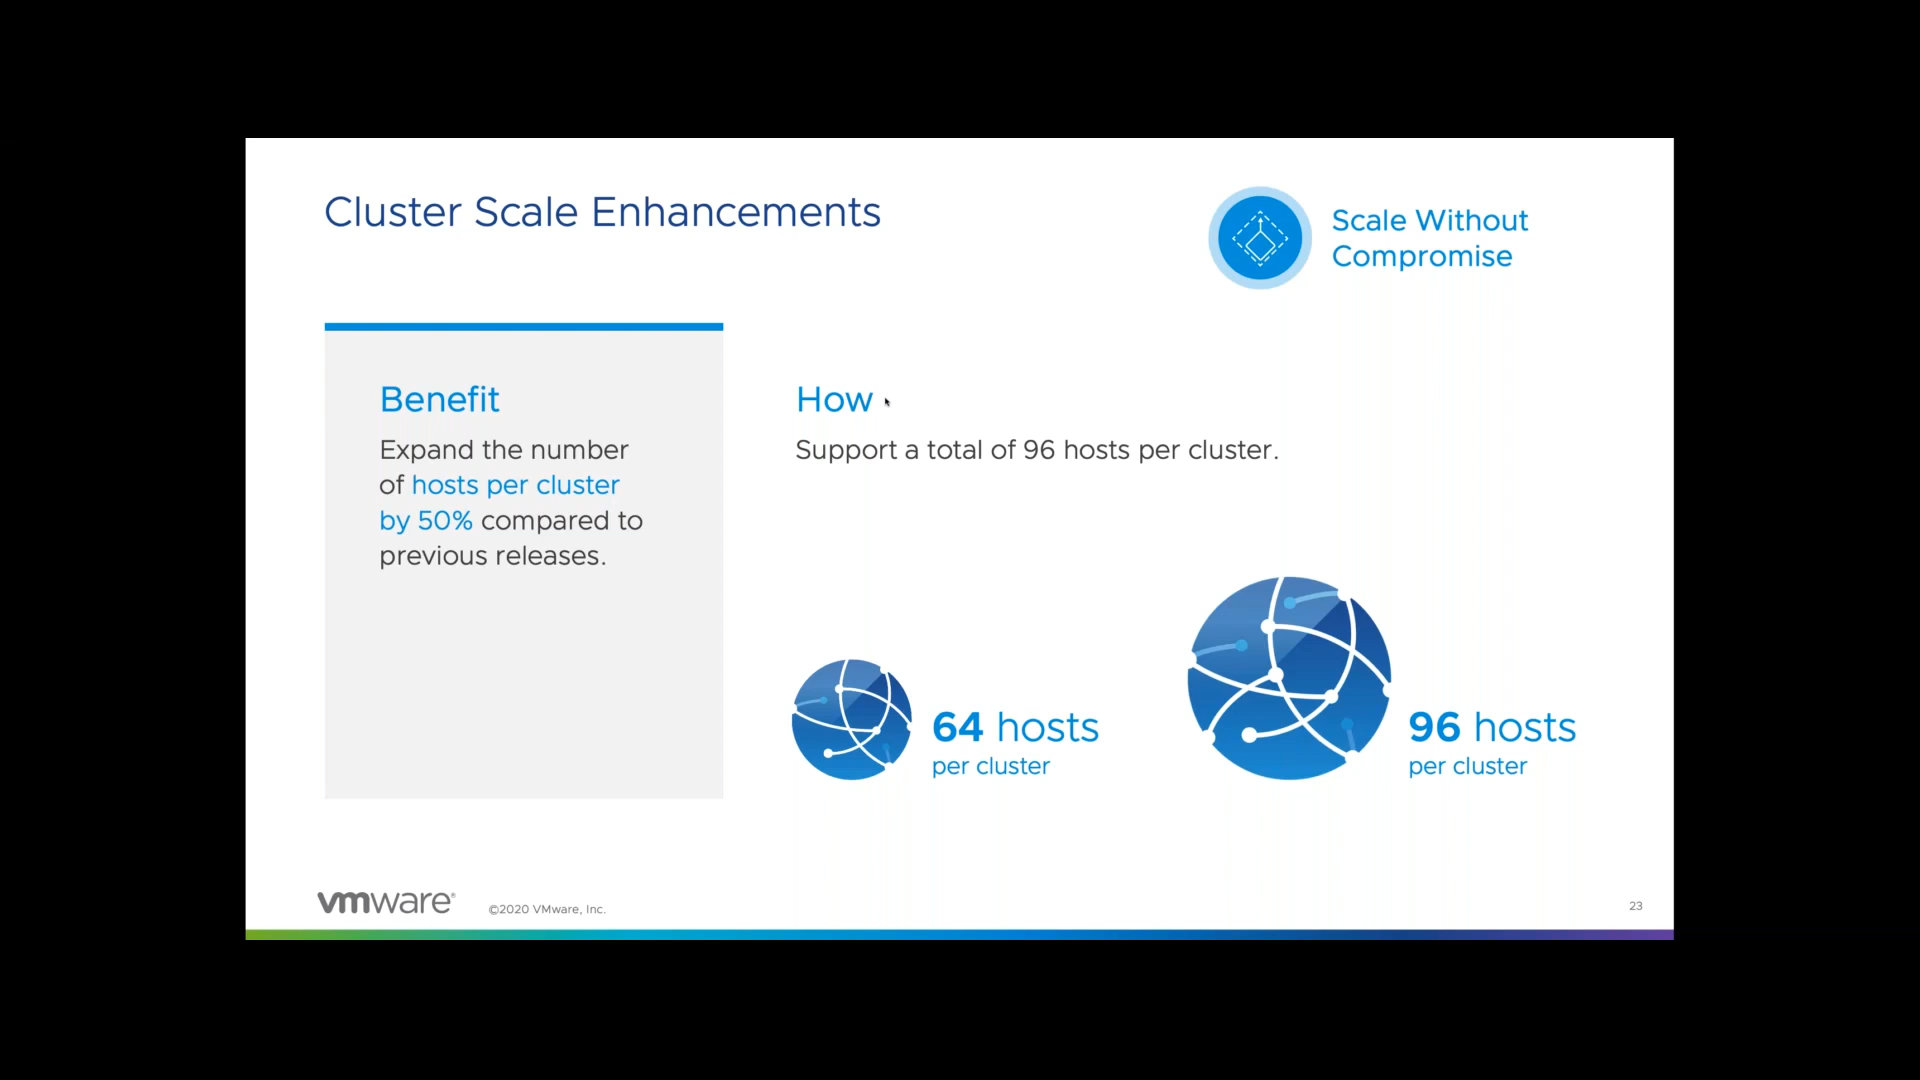 Cluster Scale Enhancements
Scale Without
Compromise
Benefit
Expand the number
of hosts per cluster
by 50% compared to
previous releases.
How
Support a total of 96 hosts per cluster.
64 hosts
per cluster
96 hosts
per cluster
vmware®
©2020 VMware, Inc.
23